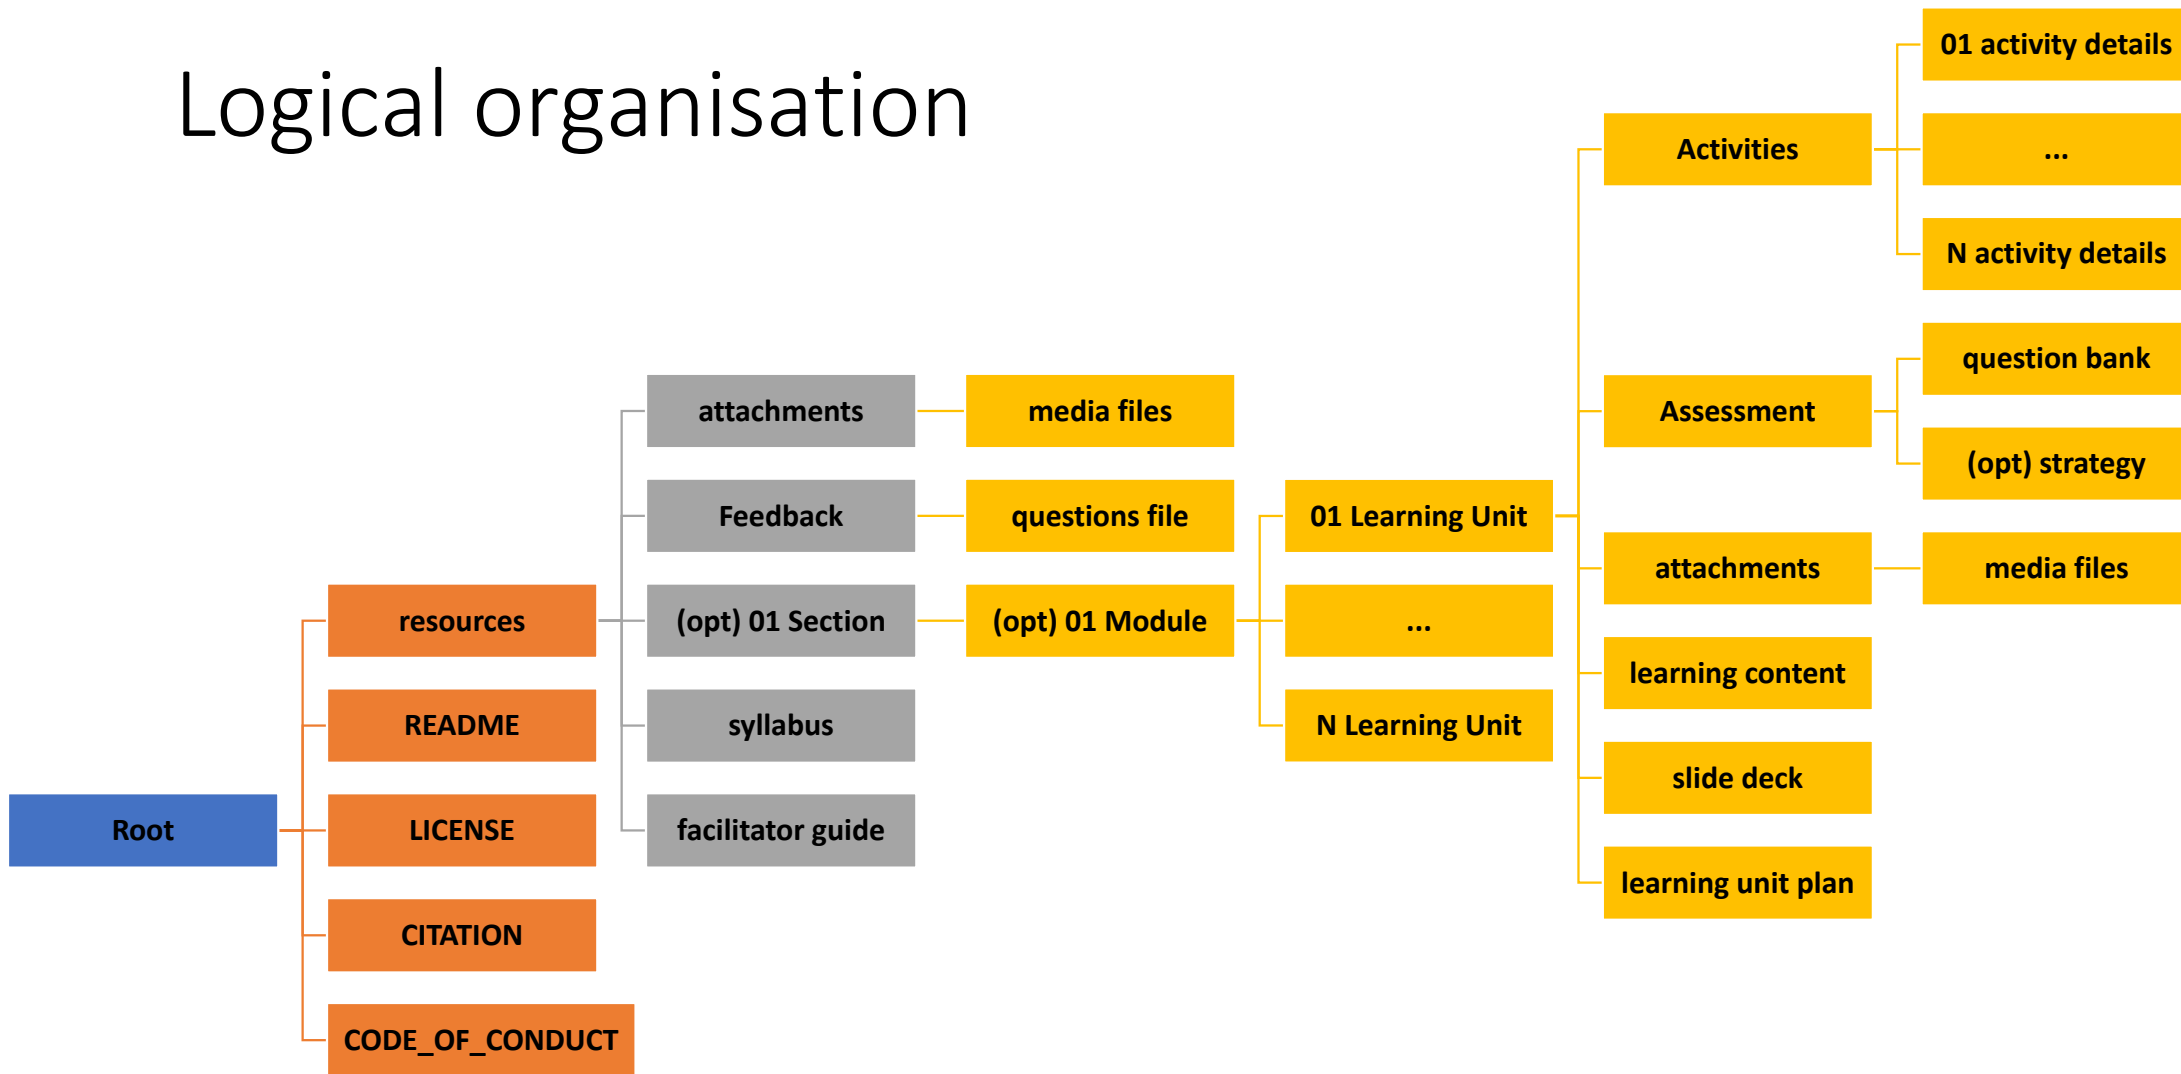 Logical organisation
Root
resources
README
LICENSE
CITATION
CODE_OF_CONDUCT
attachments
Feedback
(opt) 01 Section
syllabus
facilitator guide
media files
questions file
(opt) 01 Module
01 Learning Unit
...
N Learning Unit
Activities
Assessment
attachments
learning content
slide deck
learning unit plan
01 activity details
...
N activity details
question bank
(opt) strategy
media files